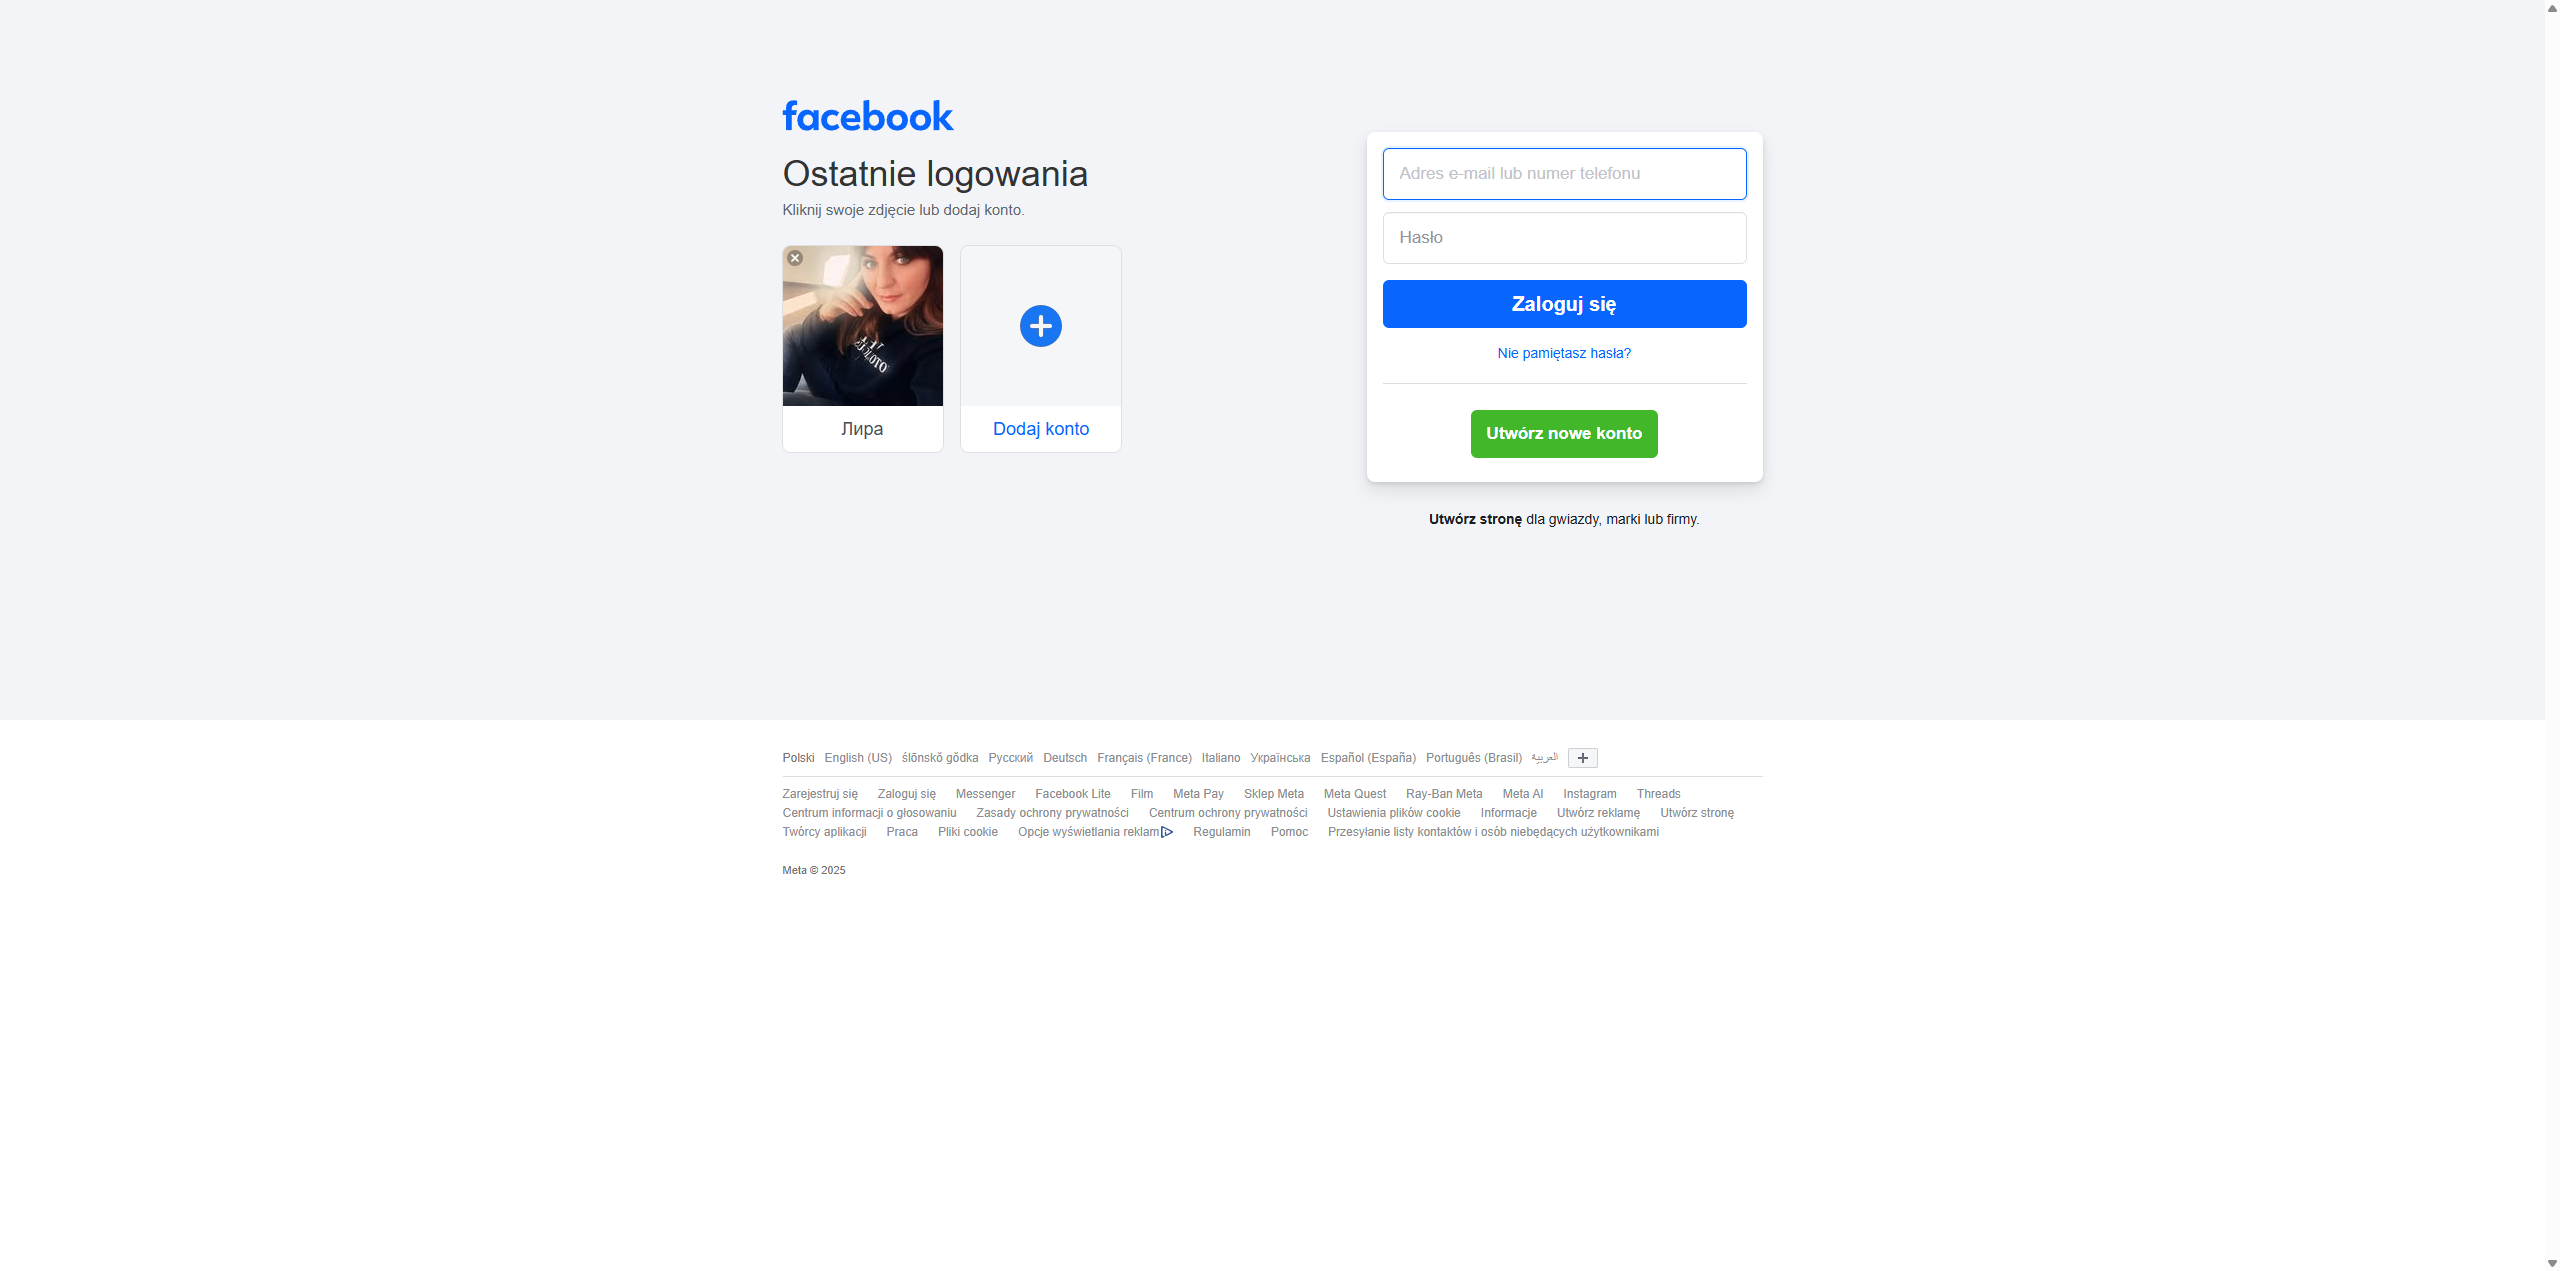 facebook
Ostatnie logowania
Kliknij swoje zdjęcie lub dodaj konto.
Лира
Dodaj konto
Adres e-mail lub numer telefonu
Hasło
Zaloguj się
Nie pamiętasz hasła?
Utwórz nowe konto
Utwórz stronę dla gwiazdy, marki lub firmy.
Polski English (US) ślōnskŏ gŏdka Русский Deutsch Français (France) Italiano Українська Español (España) Português (Brasil) العربية
Zarejestruj się Zaloguj się Messenger Facebook Lite Film Meta Pay Sklep Meta Meta Quest Ray-Ban Meta Meta AI Instagram Threads
Centrum informacji o głosowaniu Zasady ochrony prywatności Centrum ochrony prywatności Ustawienia plików cookie Informacje Utwórz reklamę Utwórz stronę
Twórcy aplikacji Praca Pliki cookie Opcje wyświetlania reklam Regulamin Pomoc Przesyłanie listy kontaktów i osób niebędących użytkownikami
Meta © 2025